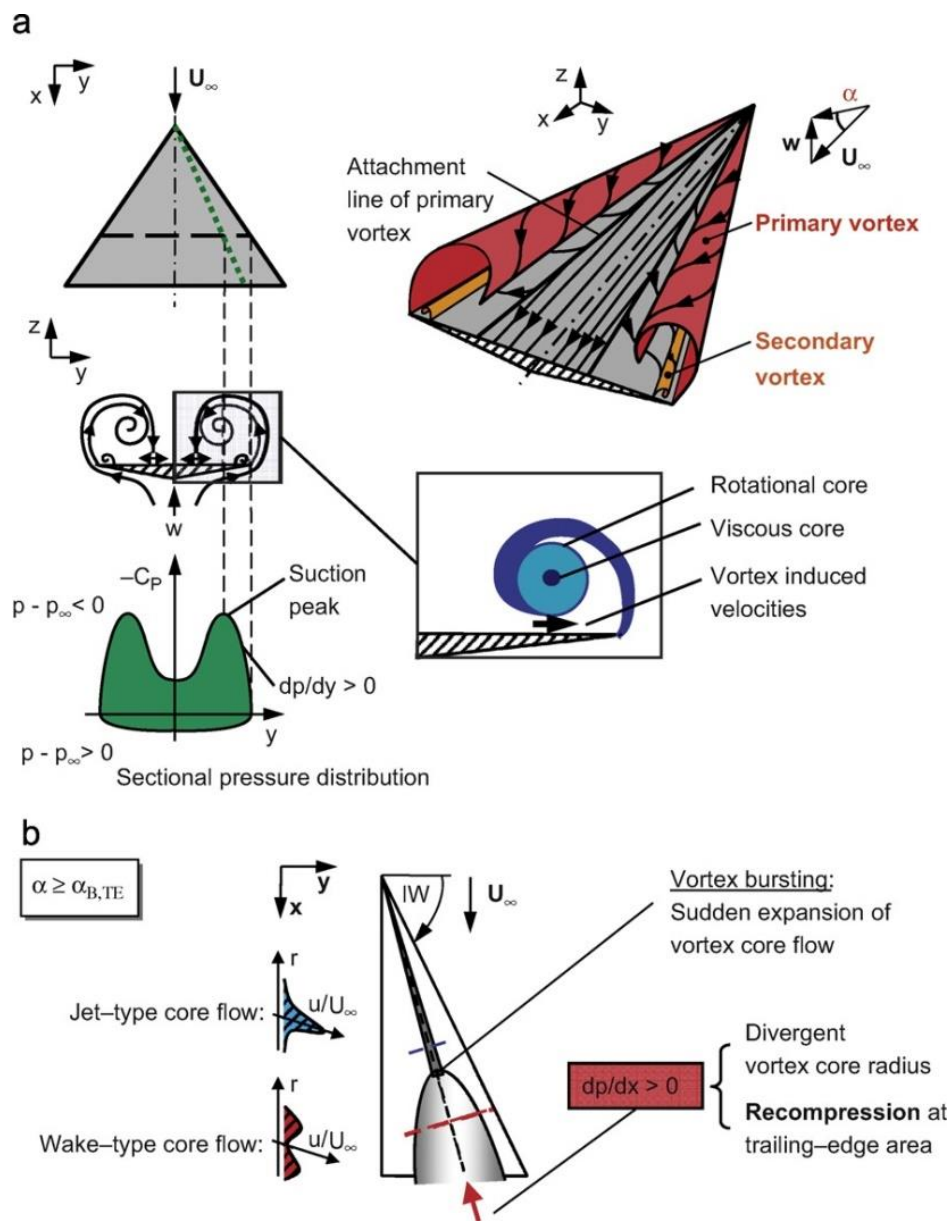 a
x
y
U∞
z
x
y
α
w
U∞
Attachment
line of primary
vortex
Primary vortex
Secondary
vortex
z
y
w
Rotational core
Viscous core
Vortex induced
velocities
–CP
Suction
peak
p - p∞< 0
dp/dy > 0
y
p - p∞> 0
Sectional pressure distribution
b
α ≥ αB,TE
y
x
lW
U∞
Vortex bursting:
Sudden expansion of
vortex core flow
r
Jet–type core flow:
u/U∞
r
Wake–type core flow:
u/U∞
dp/dx > 0
Divergent
vortex core radius
Recompression at
trailing–edge area